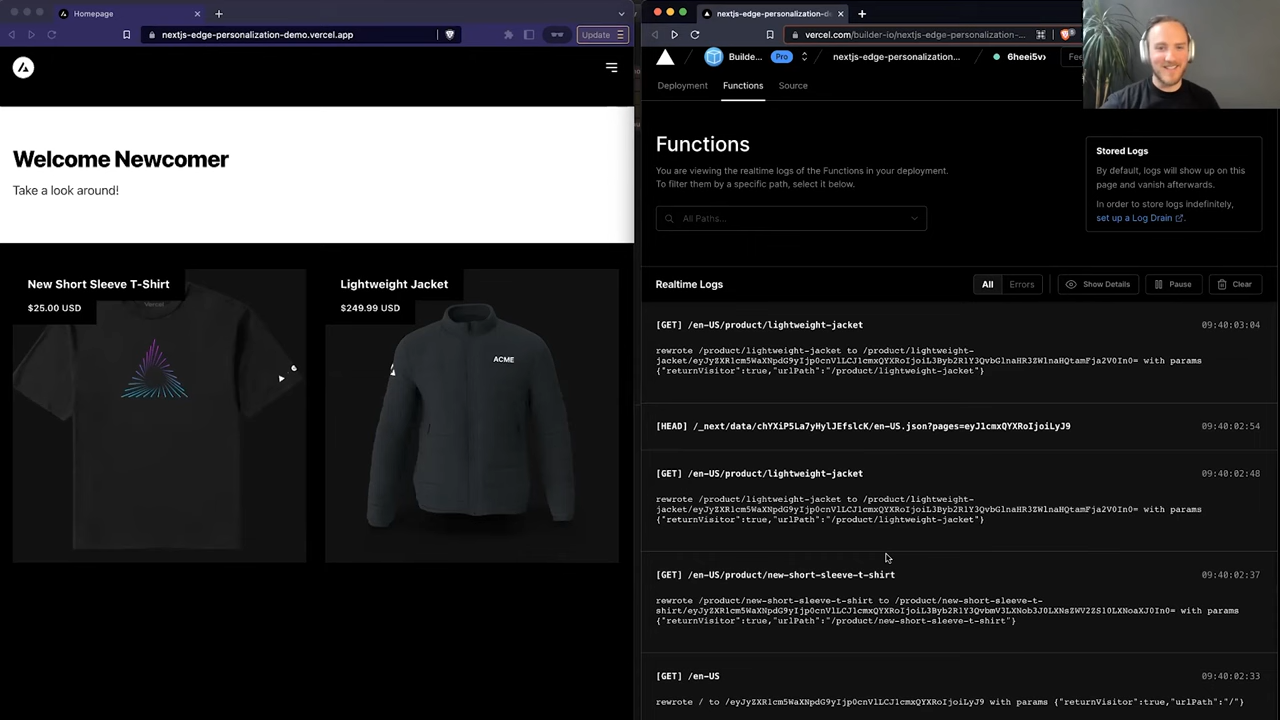 Homepage
Update
nextjs-edge-personalization-demo.vercel.app
Welcome Newcomer
Take a look around!
New Short Sleeve T-Shirt
$25.00 USD
Lightweight Jacket
$249.99 USD
ACME
nextjs-edge-personalization-d
vercel.com/builder-io/nextjs-edge-personalization-...
Builde...
Pro
nextjs-edge-personalization...
6heei5v
Fee
Deployment
Functions
Source
Functions
You are viewing the realtime logs of the Functions in your deployment.
To filter them by a specific path, select it below.
All Paths...
Stored Logs
By default, logs will show up on this
page and vanish afterwards.
In order to store logs indefinitely,
set up a Log Drain.
Realtime Logs
All
Errors
Show Details
Pause
Clear
[GET] /en-US/product/lightweight-jacket
09:40:03:04
rewrote /product/lightweight-jacket to /product/lightweight-
with params
{"returnVisitor":true,"urlPath":"/product/lightweight-jacket"}
[HEAD] /_next/data/chYXiP5La7yHylJEfslcK/en-US.json?pages=eyJ1cmxQYXRoIjoiLyJ9
09:40:02:54
[GET] /en-US/product/lightweight-jacket
09:40:02:48
rewrote /product/lightweight-jacket to /product/lightweight-
with params
{"returnVisitor":true,"urlPath":"/product/lightweight-jacket"}
[GET] /en-US/product/new-short-sleeve-t-shirt
09:40:02:37
rewrote /product/new-short-sleeve-t-shirt to /product/new-short-sleeve-t-
with params
{"returnVisitor":true,"urlPath":"/product/new-short-sleeve-t-shirt"}
[GET] /en-US
09:40:02:33
rewrote / to /eyJyZXR1cm5WaXNpdG9yIjp0cnVlLCJ1cmxQYXRoIjoiLyJ9 with params {"returnVisitor":true,"urlPath":"/"}